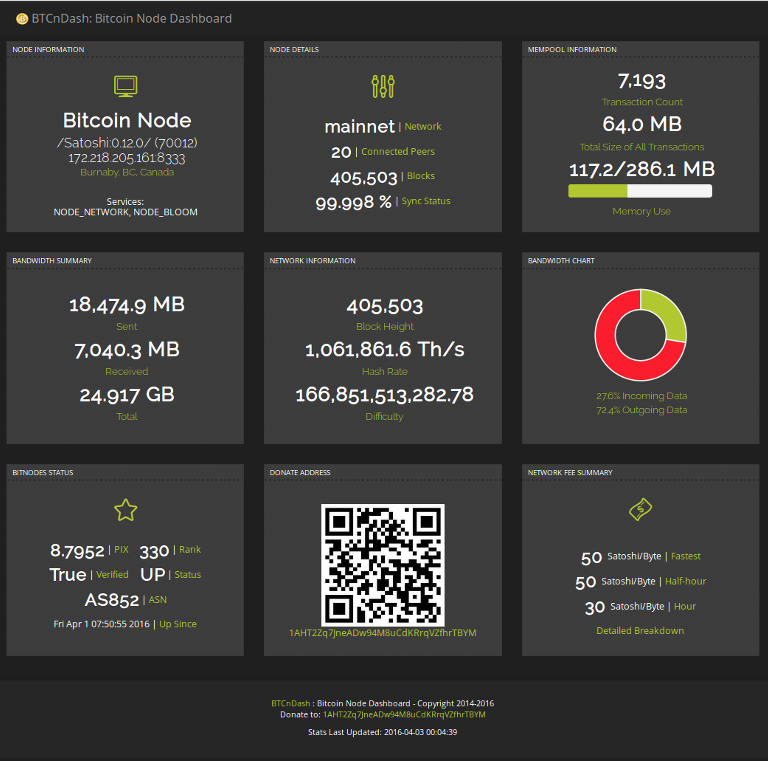 BTCnDash: Bitcoin Node Dashboard
NODE INFORMATION
Bitcoin Node
/Satoshi:0.12.0/ (70012)
172.218.205.161:8333
Burnaby, BC, Canada
Services:
NODE_NETWORK, NODE_BLOOM
NODE DETAILS
mainnet | Network
20 | Connected Peers
405,503 | Blocks
99.998 % | Sync Status
MEMPOOL INFORMATION
7,193
Transaction Count
64.0 MB
Total Size of All Transactions
117.2/286.1 MB
Memory Use
BANDWIDTH SUMMARY
18,474.9 MB
Sent
7,040.3 MB
Received
24.917 GB
Total
NETWORK INFORMATION
405,503
Block Height
1,061,861.6 Th/s
Hash Rate
166,851,513,282.78
Difficulty
BANDWIDTH CHART
27.6% Incoming Data
72.4% Outgoing Data
BITNODES STATUS
8.7952 | PIX 330 | Rank
True | Verified UP | Status
AS852 | ASN
Fri Apr 1 07:50:55 2016 | Up Since
DONATE ADDRESS
1AHT2Zq7JneADw94M8uCdKRrqVZfhrTBYM
NETWORK FEE SUMMARY
50 Satoshi/Byte | Fastest
50 Satoshi/Byte | Half-hour
30 Satoshi/Byte | Hour
Detailed Breakdown
BTCnDash : Bitcoin Node Dashboard - Copyright 2014-2016
Donate to: 1AHT2Zq7JneADw94M8uCdKRrqVZfhrTBYM
Stats Last Updated: 2016-04-03 00:04:39